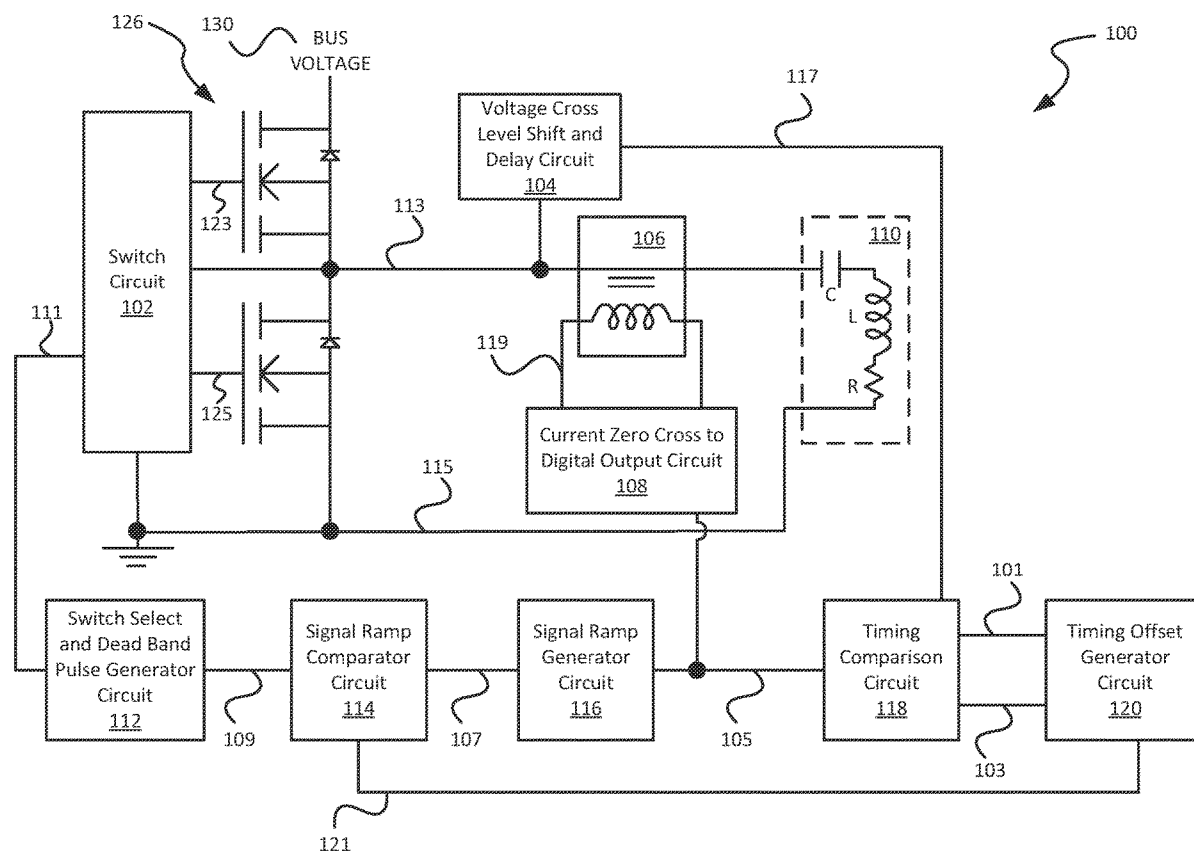 126
130
BUS
VOLTAGE
100
117
Voltage Cross
Level Shift and
Delay Circuit
104
123
113
106
110
C
L
R
Switch
Circuit
102
111
125
119
Current Zero Cross to
Digital Output Circuit
108
115
101
Switch Select
and Dead Band
Pulse Generator
Circuit
112
Signal Ramp
Comparator
Circuit
114
Signal Ramp
Generator
Circuit
116
Timing
Comparison
Circuit
118
Timing Offset
Generator
Circuit
120
109
107
105
103
121